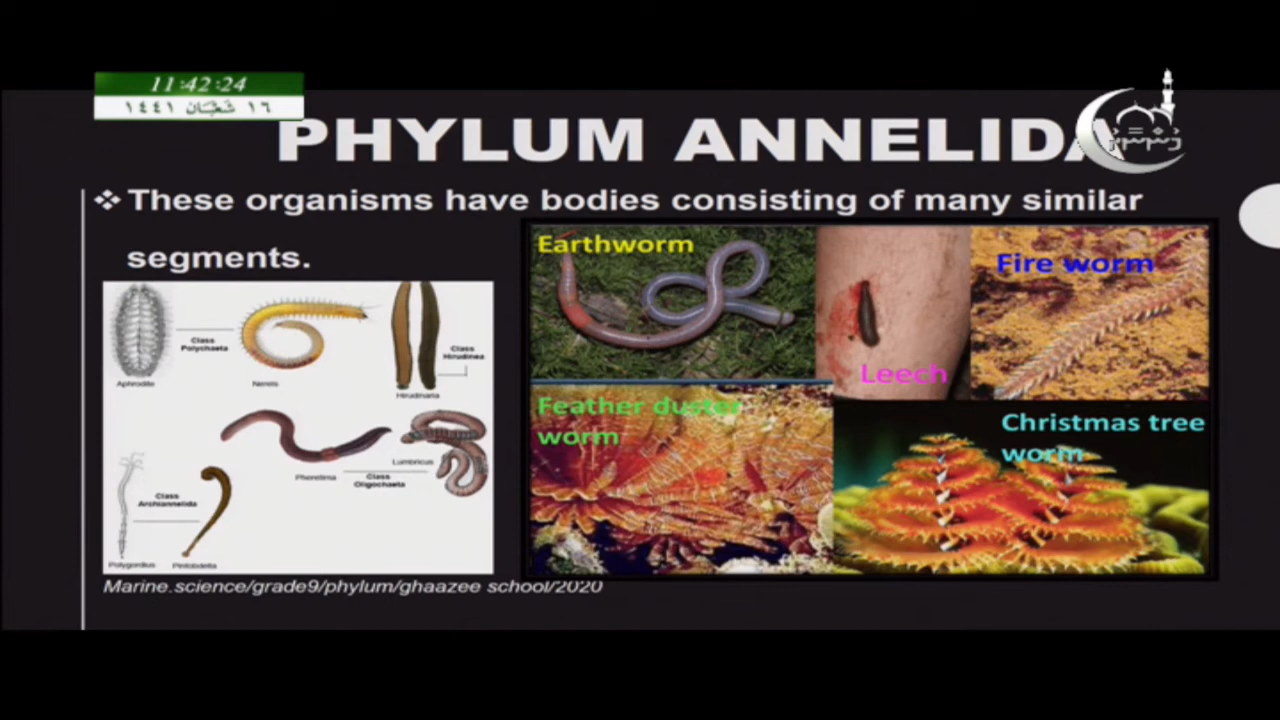 11:42:24
١٦ شَعْبَان ١٤٤١
PHYLUM ANNELIDA
❖ These organisms have bodies consisting of many similar
segments.
Earthworm
Leech
Fire worm
Feather duster
worm
Christmas tree
worm
Class
Polychaeta
Aphrodite
Nereis
Class
Hirudinea
Hirudinaria
Lumbricus
Pheretima
Class
Oligochaeta
Class
Archiannelida
Polygordius
Marine.science/grade9/phylum/ghaazee school/2020